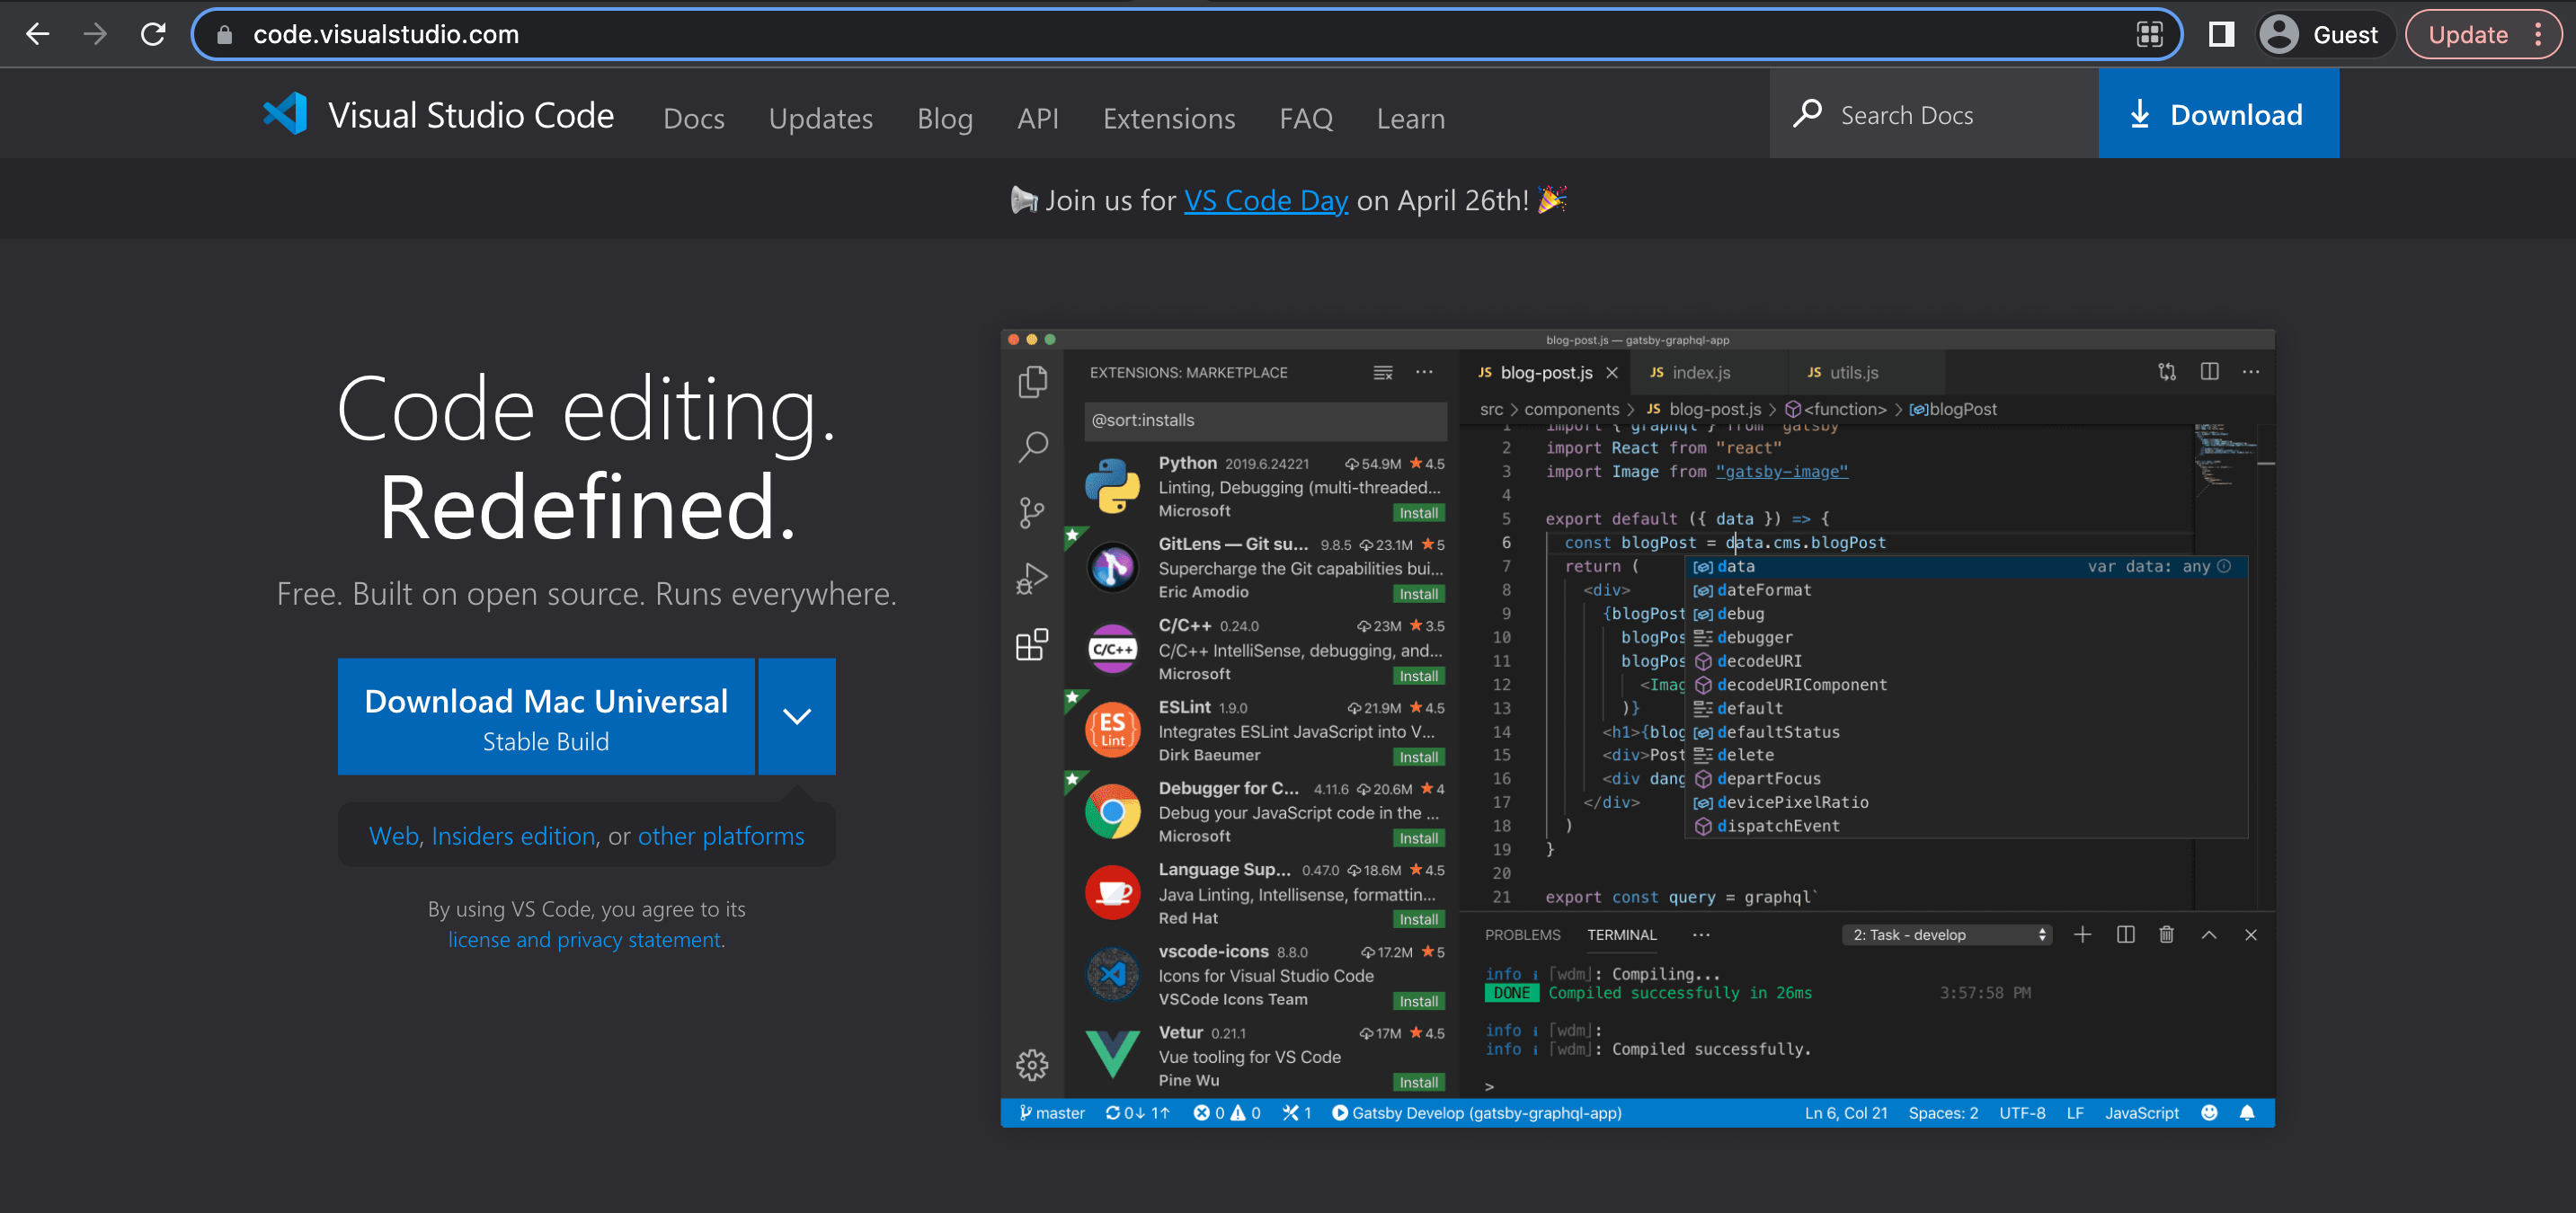 code.visualstudio.com
Guest
Update
Visual Studio Code
Docs
Updates
Blog
API
Extensions
FAQ
Learn
Search Docs
Download
Join us for VS Code Day on April 26th!
Code editing.
Redefined.
Free. Built on open source. Runs everywhere.
Download Mac Universal
Stable Build
Web, Insiders edition, or other platforms
By using VS Code, you agree to its
license and privacy statement.
blog-post.js — gatsby-graphql-app
EXTENSIONS: MARKETPLACE
@sort:installs
Python 2019.6.24221 54.9M 4.5
Linting, Debugging (multi-threaded...
Microsoft
Install
GitLens — Git su... 9.8.5 23.1M 5
Supercharge the Git capabilities bui...
Eric Amodio
Install
C/C++
C/C++ 0.24.0 23M 3.5
C/C++ IntelliSense, debugging, and...
Microsoft
Install
ES
Lint
ESLint 1.9.0 21.9M 4.5
Integrates ESLint JavaScript into V...
Dirk Baeumer
Install
Debugger for C... 4.11.6 20.6M 4
Debug your JavaScript code in the ...
Microsoft
Install
Language Sup... 0.47.0 18.6M 4.5
Java Linting, Intellisense, formattin...
Red Hat
Install
vscode-icons 8.8.0 17.2M 5
Icons for Visual Studio Code
VSCode Icons Team
Install
Vetur 0.21.1 17M 4.5
Vue tooling for VS Code
Pine Wu
Install
JS blog-post.js
JS index.js
JS utils.js
src > components > JS blog-post.js > <function> > blogPost
1 import { graphql } from "gatsby"
2 import React from "react"
3 import Image from "gatsby-image"
4
5 export default ({ data }) => {
6 const blogPost = data.cms.blogPost
7 return (
8 <div>
9 {blogPost
10 blogPos
11 blogPos
12 <Imag
13 )}
14 <h1>{blog
15 <div>Post
16 <div dang
17 </div>
18 )
19 }
20
21 export const query = graphql`
data var data: any
dateFormat
debug
debugger
decodeURI
decodeURIComponent
default
defaultStatus
delete
departFocus
devicePixelRatio
dispatchEvent
PROBLEMS
TERMINAL
2: Task - develop
info i ｢wdm｣: Compiling...
DONE Compiled successfully in 26ms 3:57:58 PM
info i ｢wdm｣:
info i ｢wdm｣: Compiled successfully.
>
master 0↓ 1↑ 0 0 1 Gatsby Develop (gatsby-graphql-app) Ln 6, Col 21 Spaces: 2 UTF-8 LF JavaScript